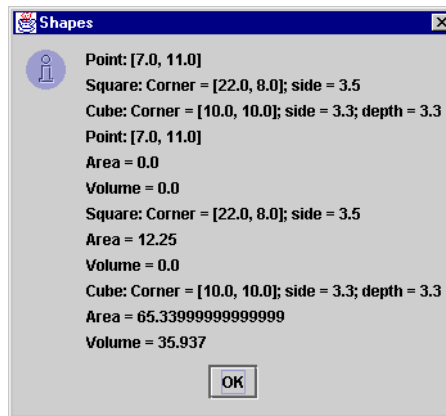 Shapes
Point: [7.0, 11.0]
Square: Corner = [22.0, 8.0]; side = 3.5
Cube: Corner = [10.0, 10.0]; side = 3.3; depth = 3.3
Point: [7.0, 11.0]
Area = 0.0
Volume = 0.0
Square: Corner = [22.0, 8.0]; side = 3.5
Area = 12.25
Volume = 0.0
Cube: Corner = [10.0, 10.0]; side = 3.3; depth = 3.3
Area = 65.33999999999999
Volume = 35.937
OK